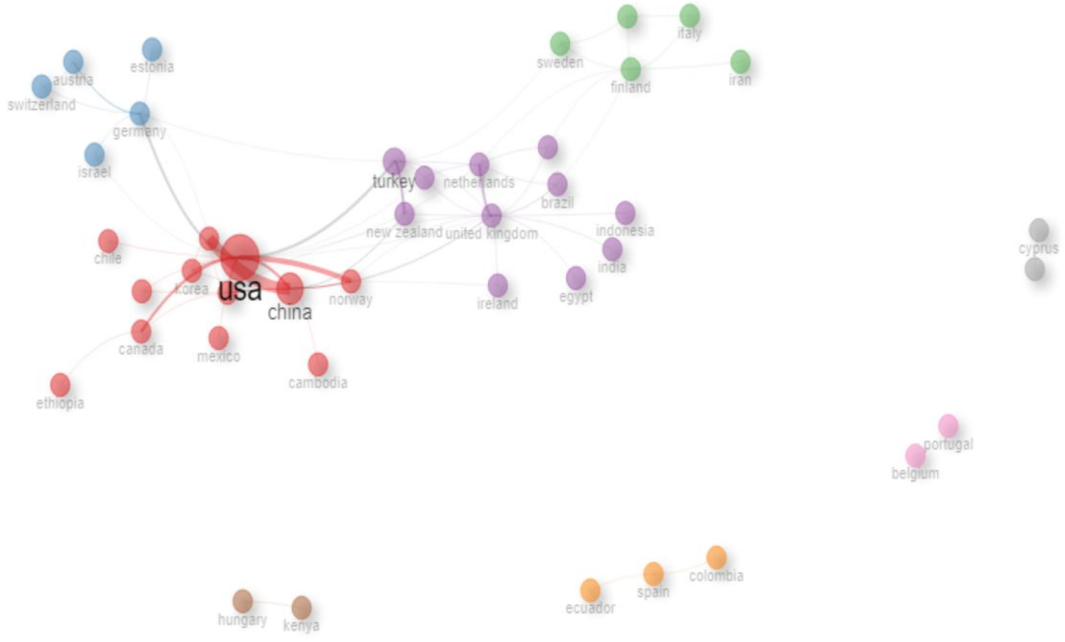 italy
sweden
estonia
austria
iran
finland
switzerland
germany
israel
turkey
netherlands
brazil
new zealand
united kingdom
indonesia
chile
cyprus
india
korea
usa
norway
egypt
ireland
china
canada
mexico
cambodia
ethiopia
portugal
belgium
colombia
spain
ecuador
hungary
kenya